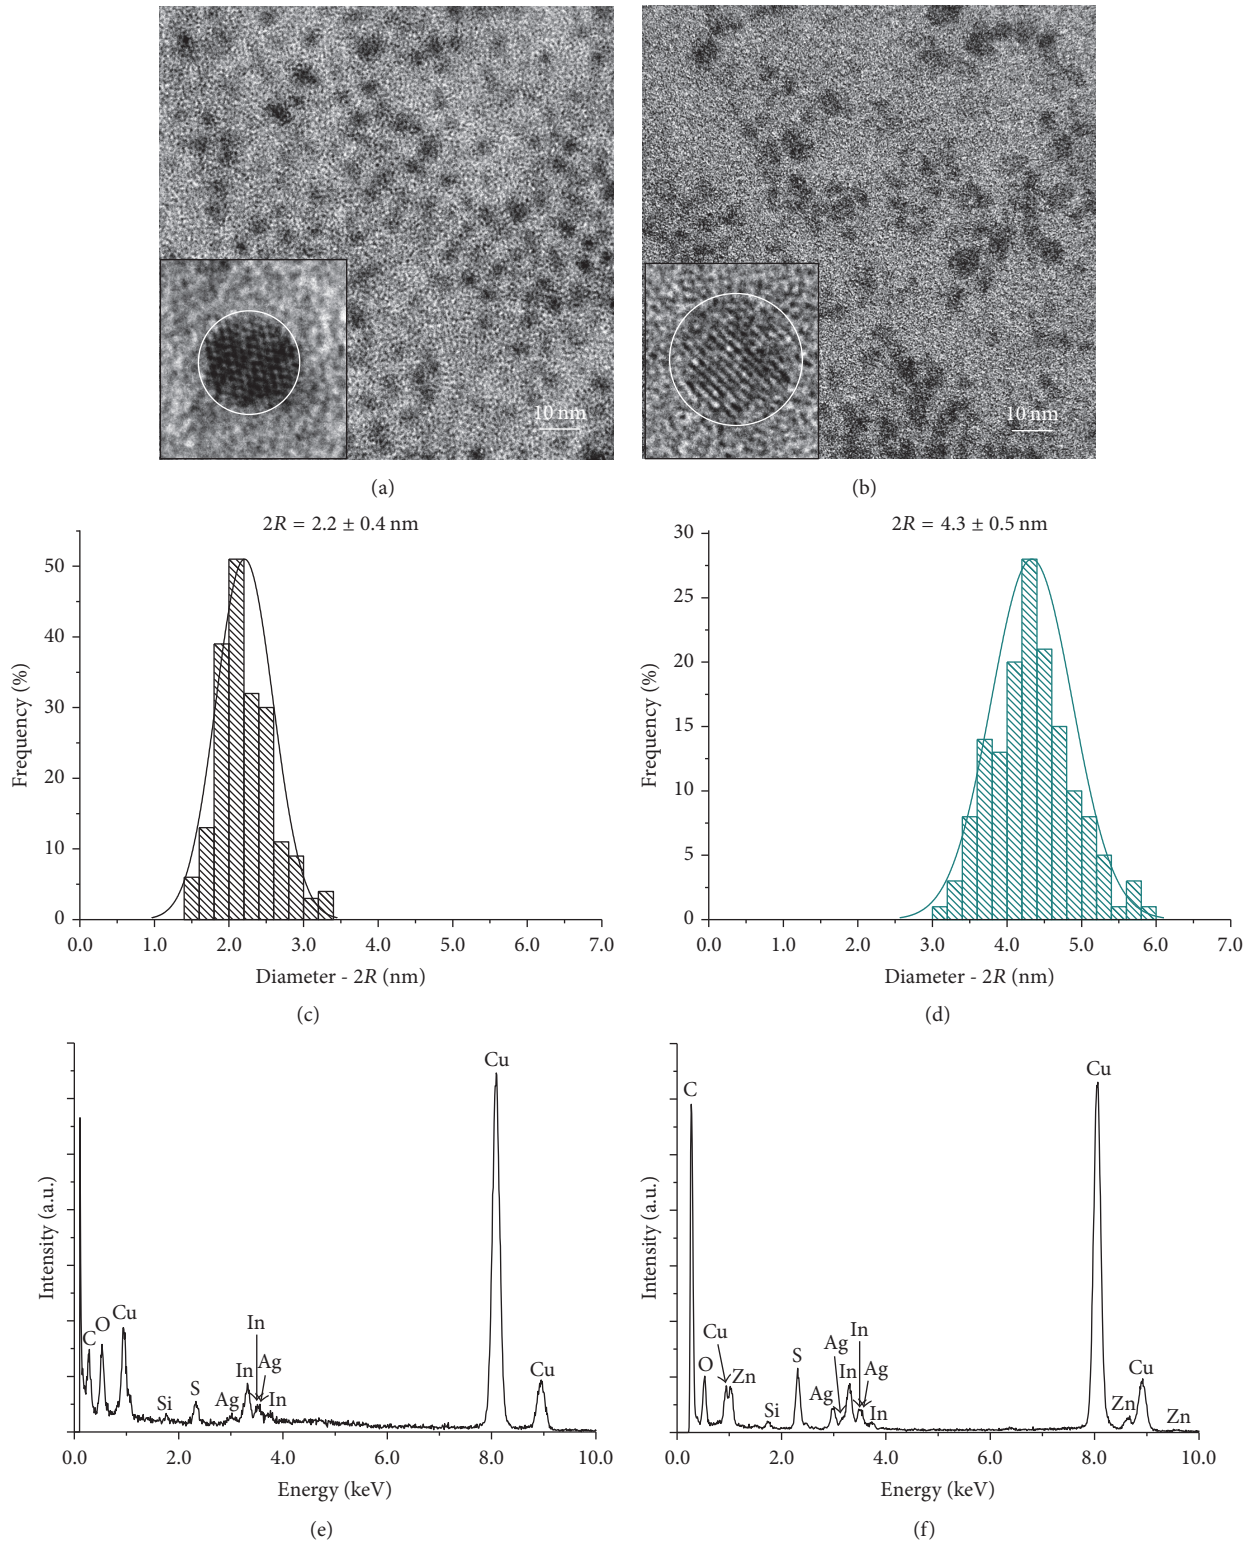 10 nm
10 nm
(a)
(b)
2R = 2.2 ± 0.4 nm
50
40
30
20
10
0
Frequency (%)
0.0 1.0 2.0 3.0 4.0 5.0 6.0 7.0
Diameter - 2R (nm)
(c)
2R = 4.3 ± 0.5 nm
30
25
20
15
10
5
0
Frequency (%)
0.0 1.0 2.0 3.0 4.0 5.0 6.0 7.0
Diameter - 2R (nm)
(d)
Intensity (a.u.)
C
O
Cu
Si
S
Ag
In
In
Ag
In
Cu
Cu
0.0 2.0 4.0 6.0 8.0 10.0
Energy (keV)
(e)
Intensity (a.u.)
C
O
Cu
Zn
Si
S
Ag
Ag
In
In
Ag
In
Cu
Zn
Cu
Zn
0.0 2.0 4.0 6.0 8.0 10.0
Energy (keV)
(f)